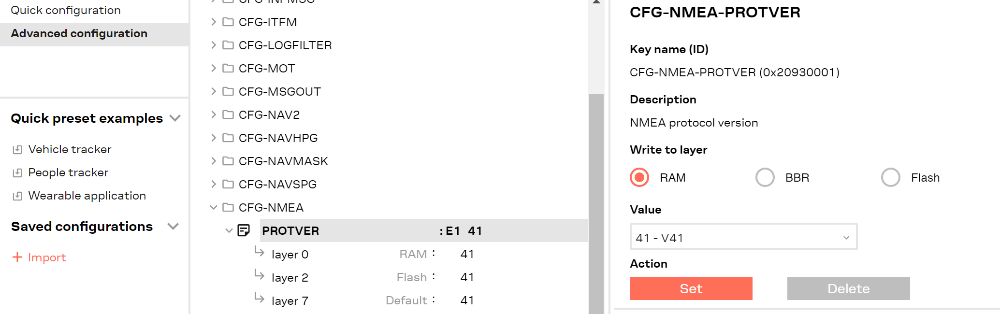 Quick configuration
Advanced configuration
Quick preset examples
Vehicle tracker
People tracker
Wearable application
Saved configurations
+ Import
CFG-ITFM
CFG-LOGFILTER
CFG-MOT
CFG-MSGOUT
CFG-NAV2
CFG-NAVHPG
CFG-NAVMASK
CFG-NAVSPG
CFG-NMEA
PROTVER :E1 41
layer 0 RAM : 41
layer 2 Flash : 41
layer 7 Default : 41
CFG-NMEA-PROTVER
Key name (ID)
CFG-NMEA-PROTVER (0x20930001)
Description
NMEA protocol version
Write to layer
RAM BBR Flash
Value
41 - V41
Action
Set Delete